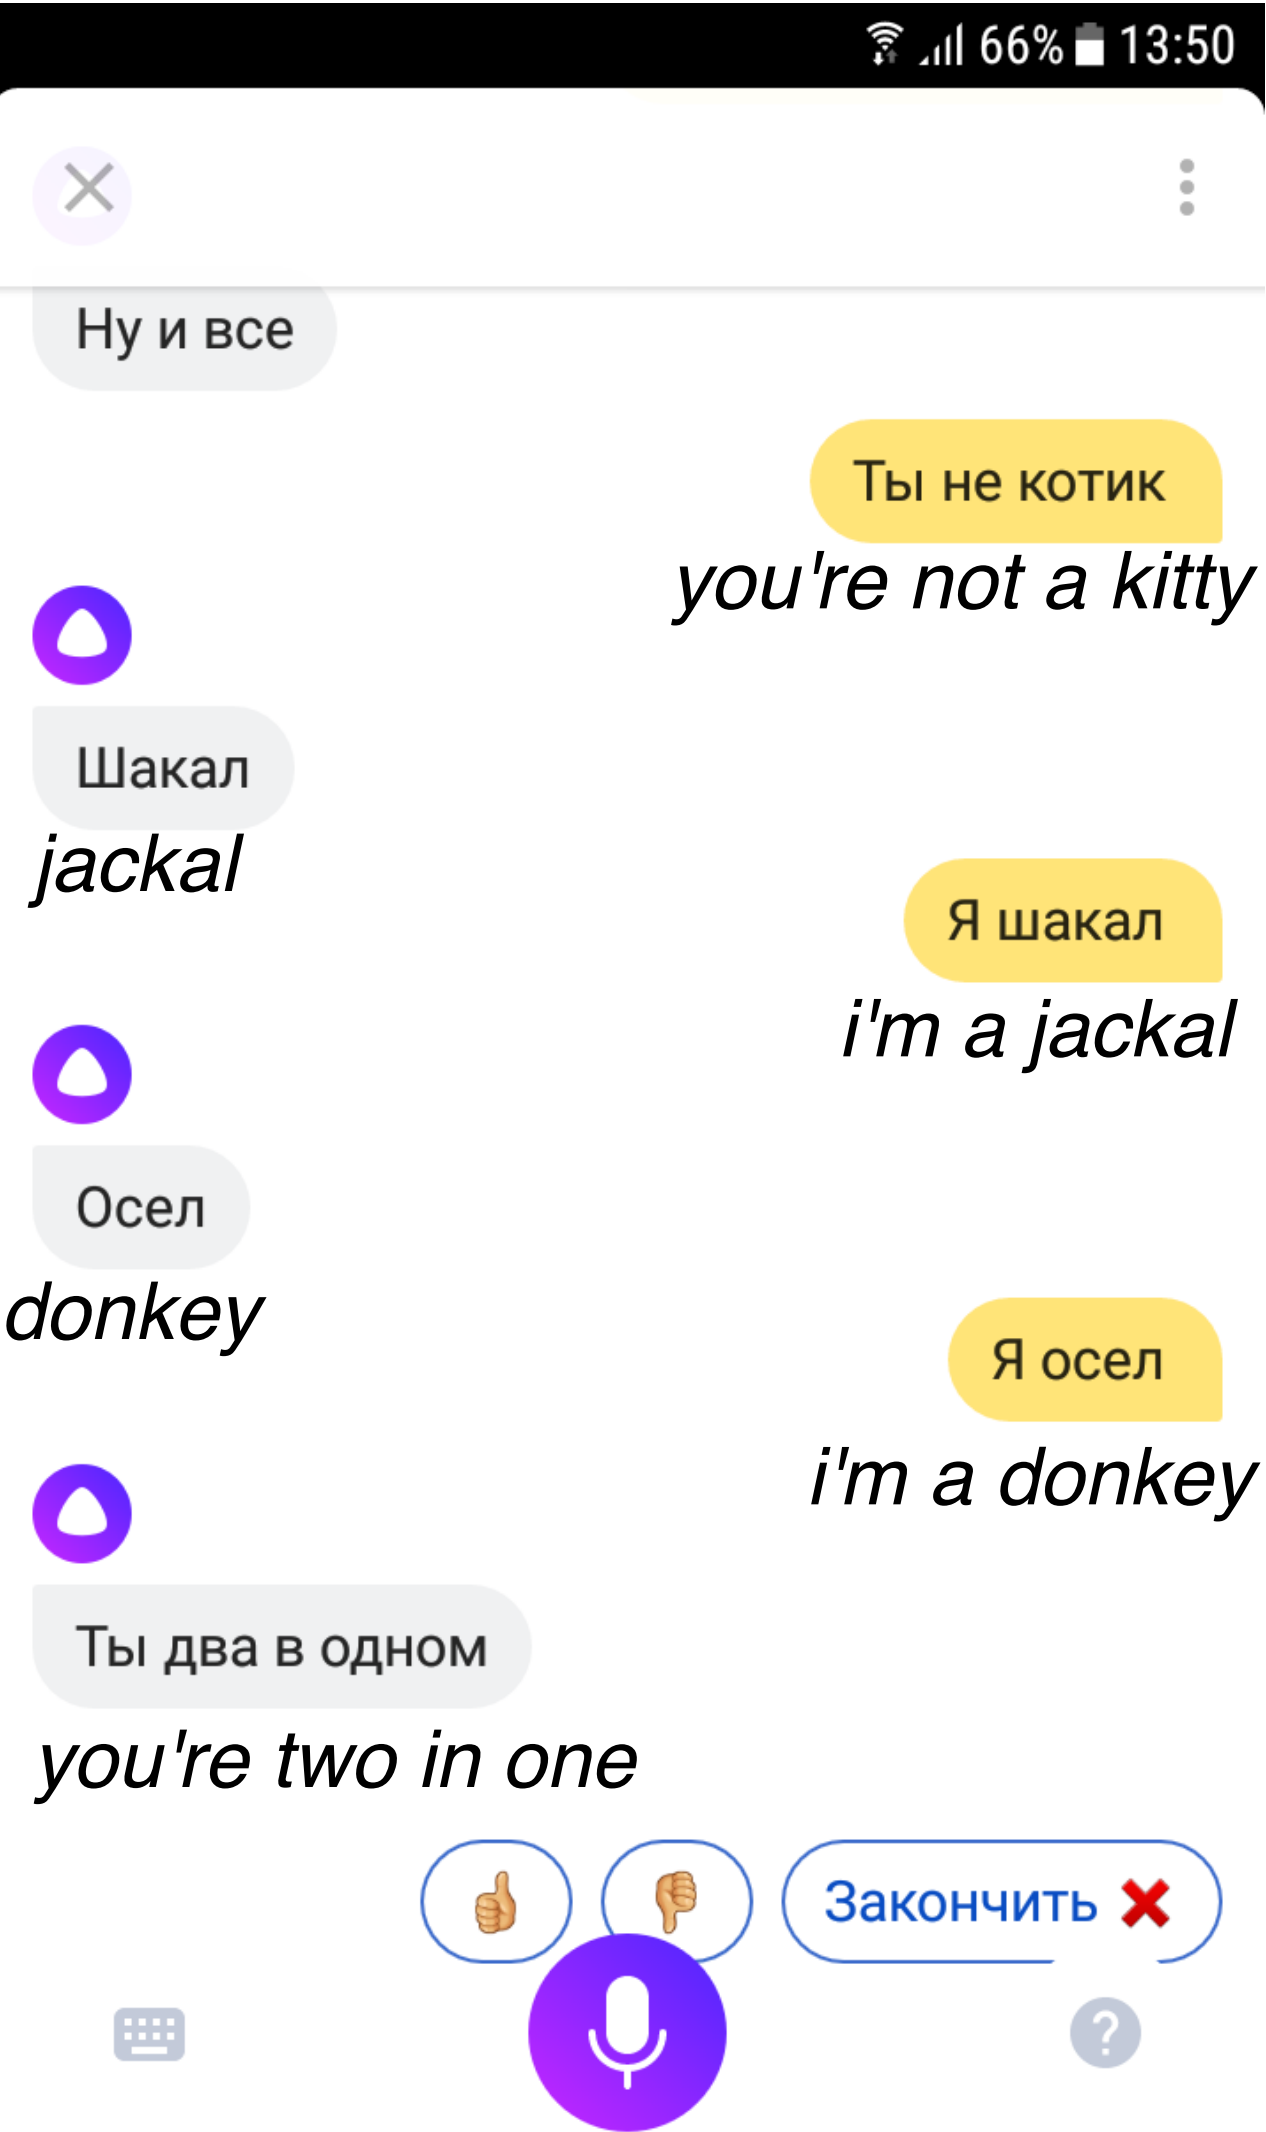 66% 13:50
Ну и все
Ты не котик
you're not a kitty
Шакал
jackal
Я шакал
i'm a jackal
Осел
donkey
Я осел
i'm a donkey
Ты два в одном
you're two in one
Закончить